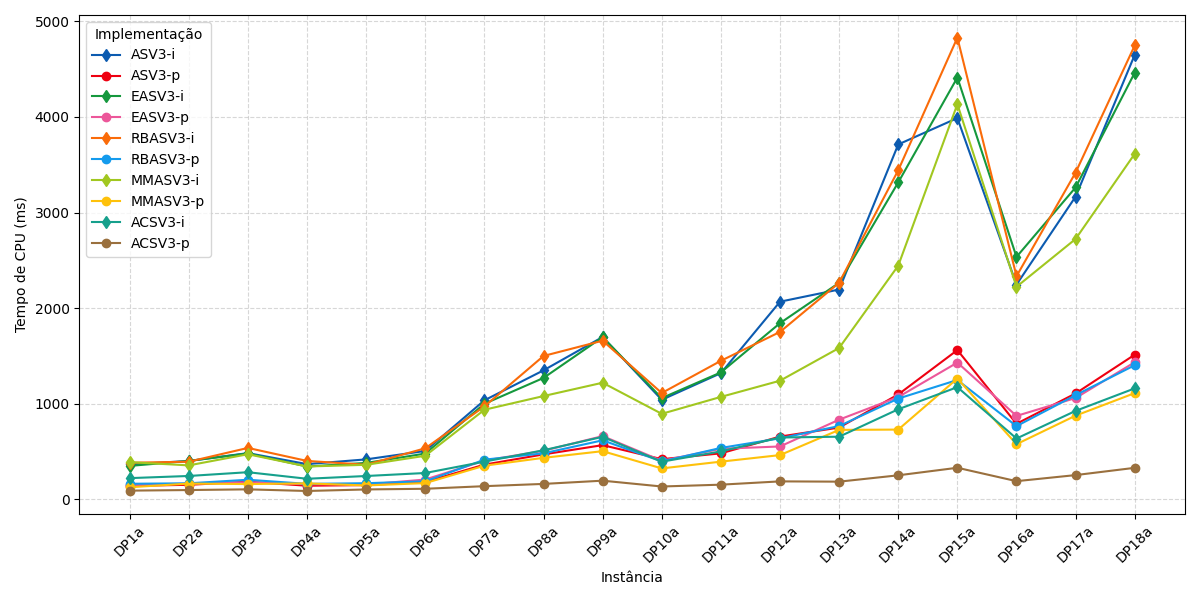 5000
4000
3000
2000
1000
0
Tempo de CPU (ms)
Implementação
ASV3-i
ASV3-p
EASV3-i
EASV3-p
RBASV3-i
RBASV3-p
MMASV3-i
MMASV3-p
ACSV3-i
ACSV3-p
DP1a
DP2a
DP3a
DP4a
DP5a
DP6a
DP7a
DP8a
DP9a
DP10a
DP11a
DP12a
DP13a
DP14a
DP15a
DP16a
DP17a
DP18a
Instância